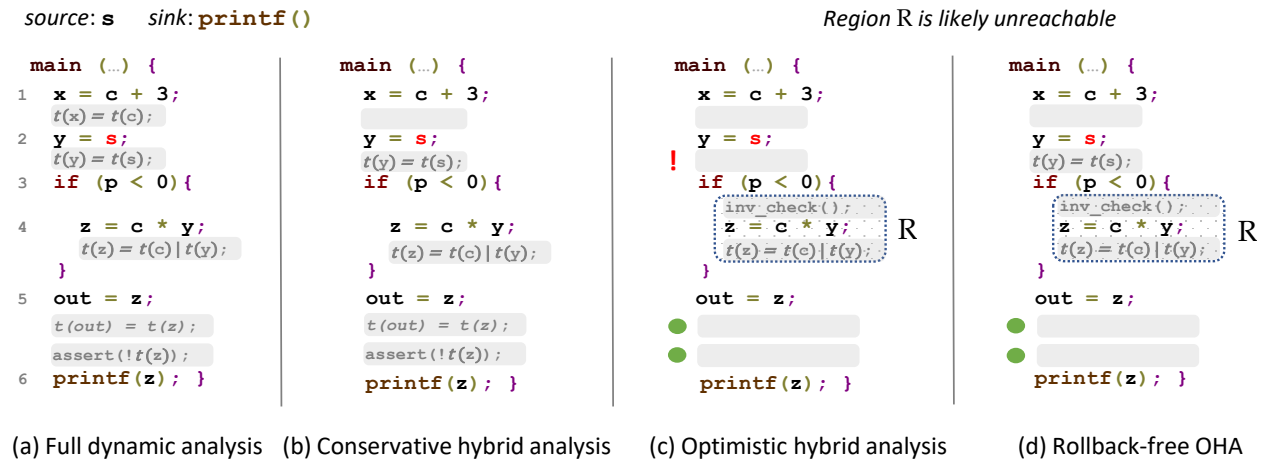 source: s sink: printf() Region R is likely unreachable
main (…) { main (…) { main (…) { main (…) {
1 x = c + 3; x = c + 3; x = c + 3; x = c + 3;
t(x) = t(c);
2 y = s; y = s; y = s; y = s;
t(y) = t(s); t(y) = t(s); ! t(y) = t(s);
3 if (p < 0){ if (p < 0){ if (p < 0){ if (p < 0){
inv_check(); inv_check();
4 z = c * y; z = c * y; z = c * y; R z = c * y; R
t(z) = t(c)|t(y); t(z) = t(c)|t(y); t(z) = t(c)|t(y); t(z) = t(c)|t(y);
} } } }
5 out = z; out = z; out = z; out = z;
t(out) = t(z); t(out) = t(z);
assert(!t(z)); assert(!t(z));
6 printf(z); } printf(z); } printf(z); } printf(z); }
(a) Full dynamic analysis (b) Conservative hybrid analysis (c) Optimistic hybrid analysis (d) Rollback-free OHA